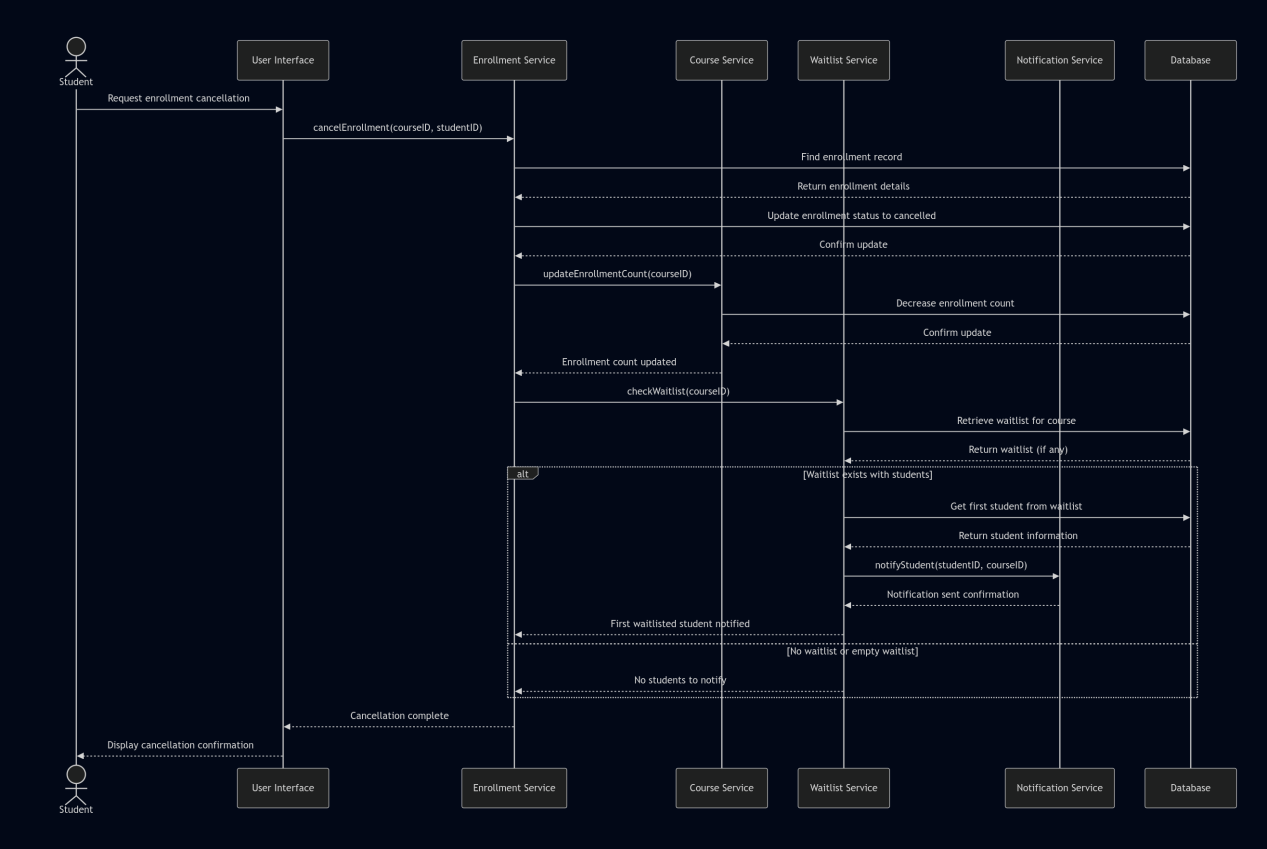 Student
User Interface
Enrollment Service
Course Service
Waitlist Service
Notification Service
Database
Request enrollment cancellation
cancelEnrollment(courseID, studentID)
Find enrollment record
Return enrollment details
Update enrollment status to cancelled
Confirm update
updateEnrollmentCount(courseID)
Decrease enrollment count
Confirm update
Enrollment count updated
checkWaitlist(courseID)
Retrieve waitlist for course
Return waitlist (if any)
alt
[Waitlist exists with students]
Get first student from waitlist
Return student information
notifyStudent(studentID, courseID)
Notification sent confirmation
First waitlisted student notified
[No waitlist or empty waitlist]
No students to notify
Cancellation complete
Display cancellation confirmation
Student
User Interface
Enrollment Service
Course Service
Waitlist Service
Notification Service
Database